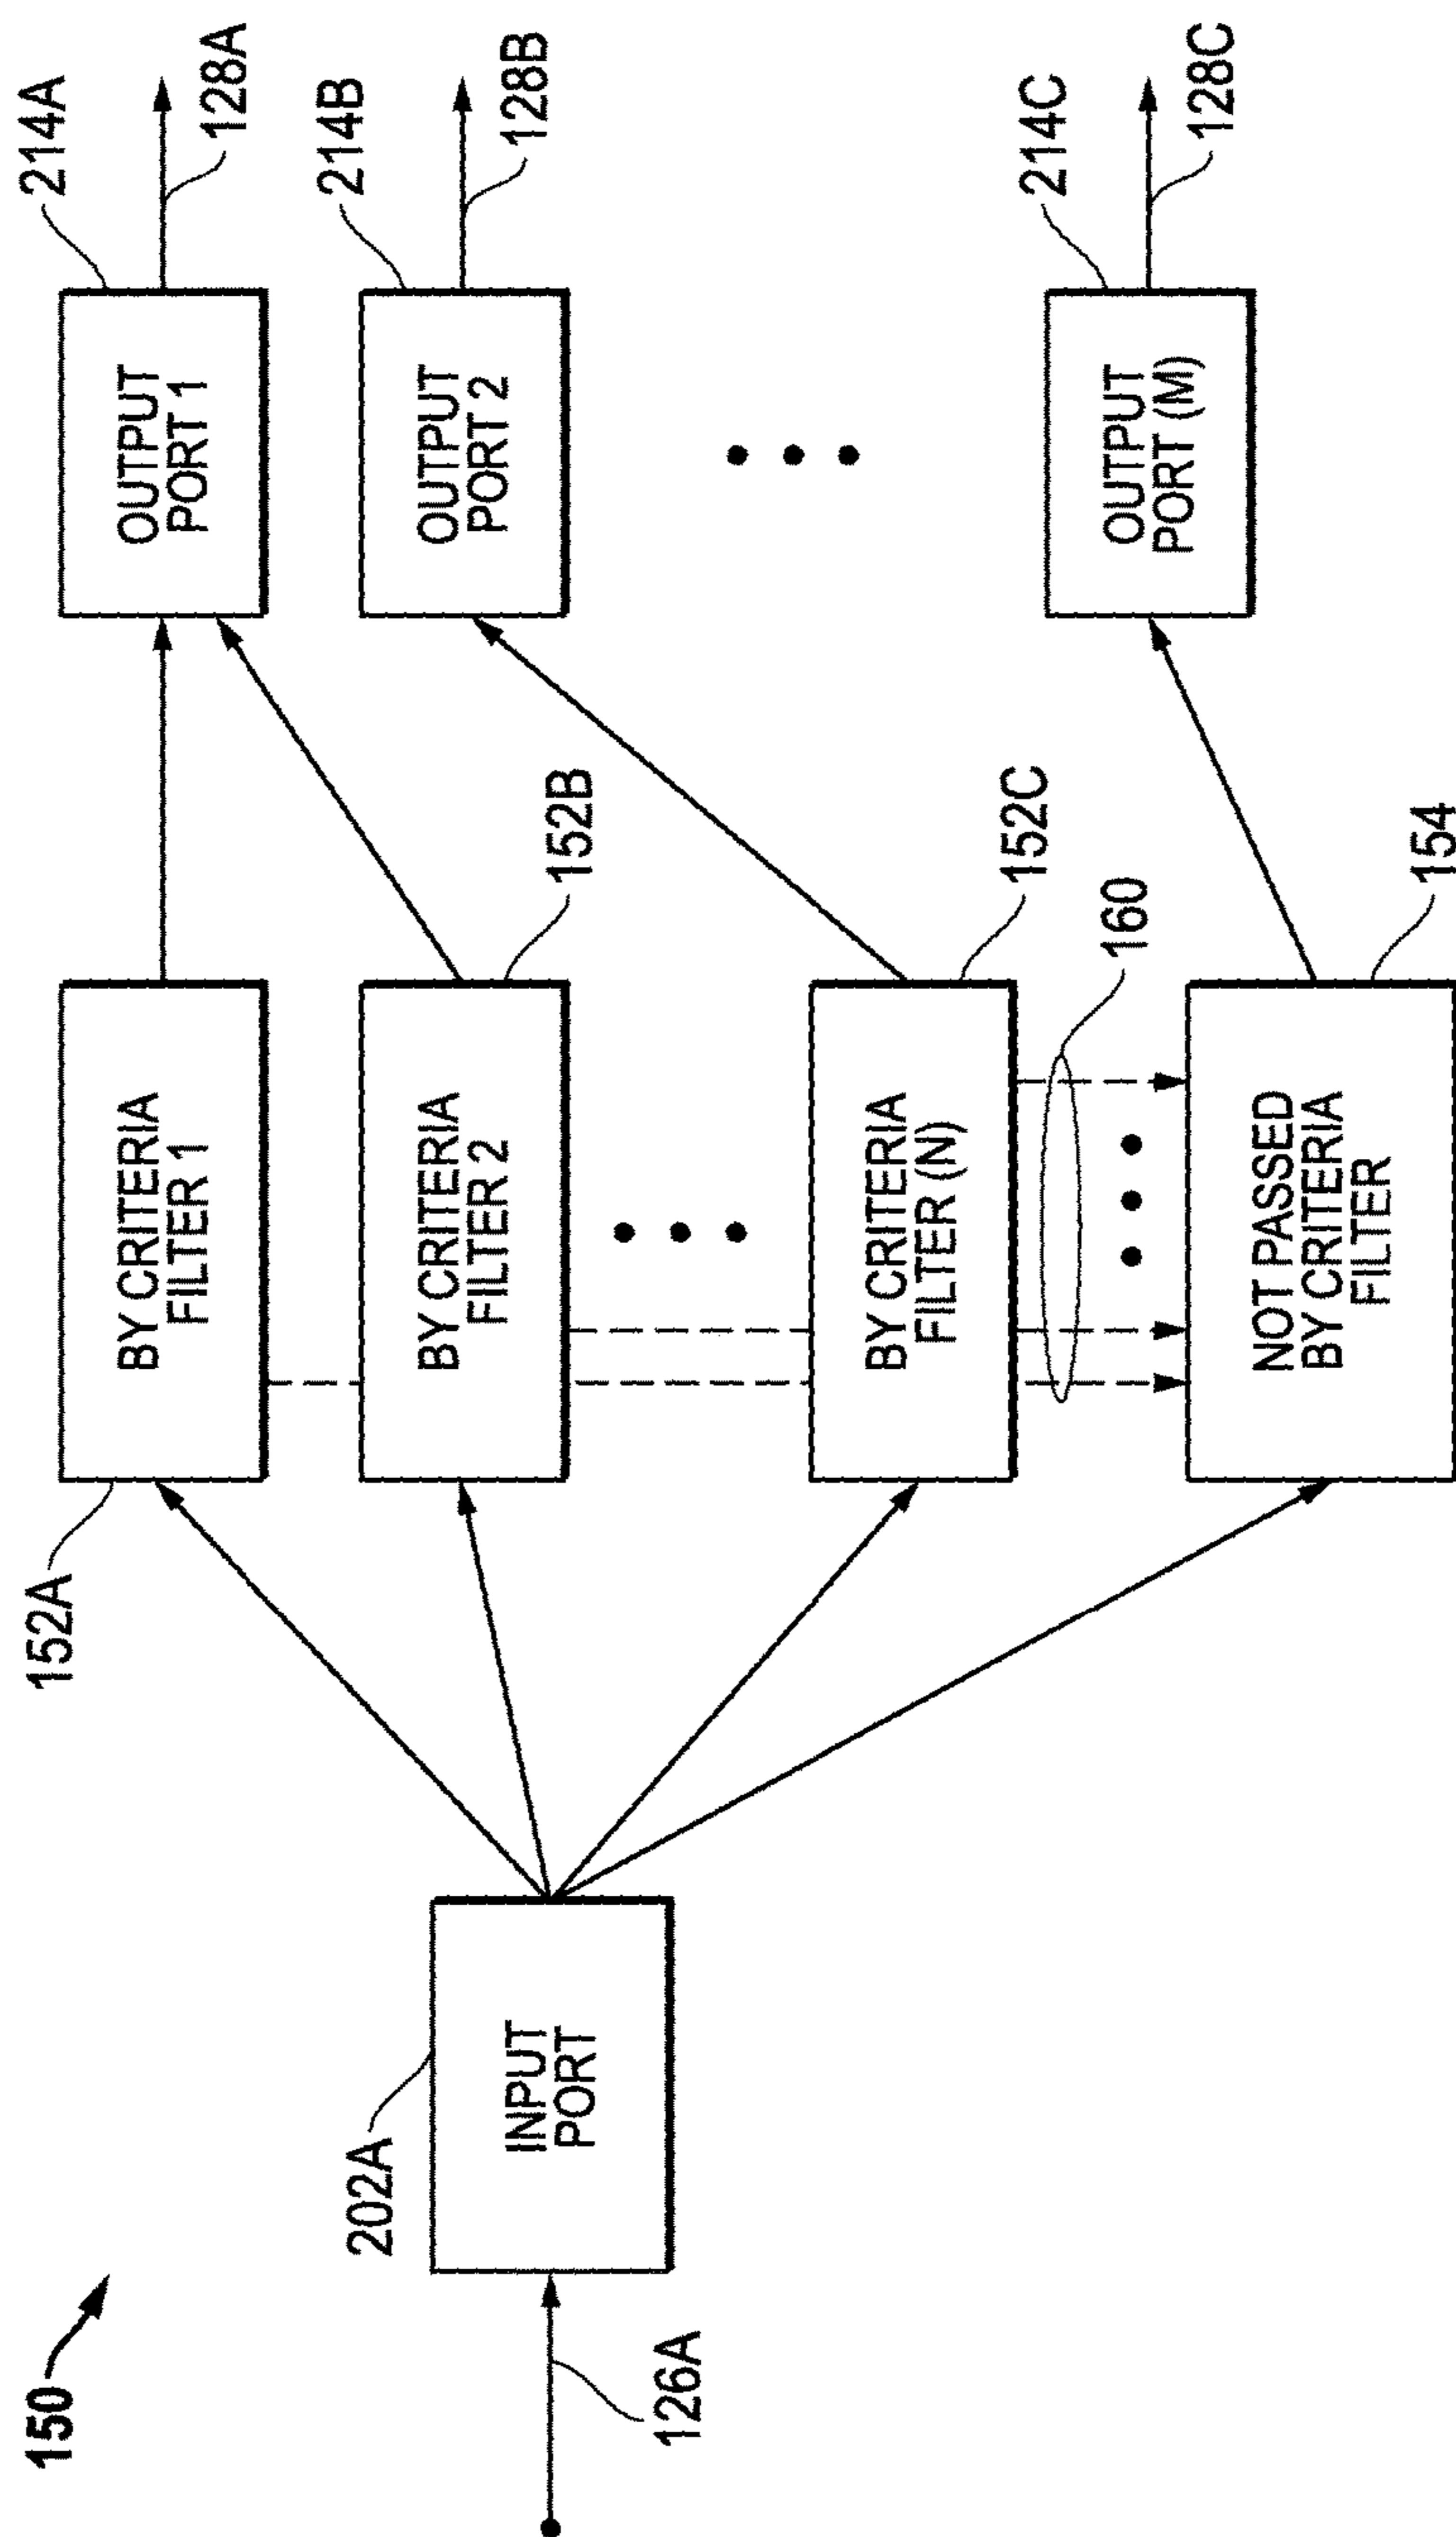 150
126A
202A
INPUT
PORT
152A
BY CRITERIA
FILTER 1
BY CRITERIA
FILTER 2
152B
BY CRITERIA
FILTER (N)
152C
160
NOT PASSED
BY CRITERIA
FILTER
154
214A
OUTPUT
PORT 1
128A
214B
OUTPUT
PORT 2
128B
214C
OUTPUT
PORT (M)
128C